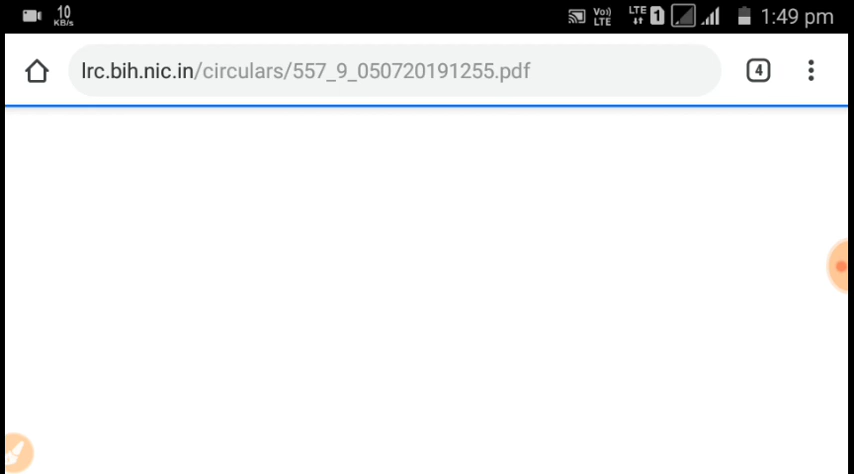 10
KB/s
Vo))
LTE
LTE
1
1:49 pm
lrc.bih.nic.in/circulars/557_9_050720191255.pdf
4